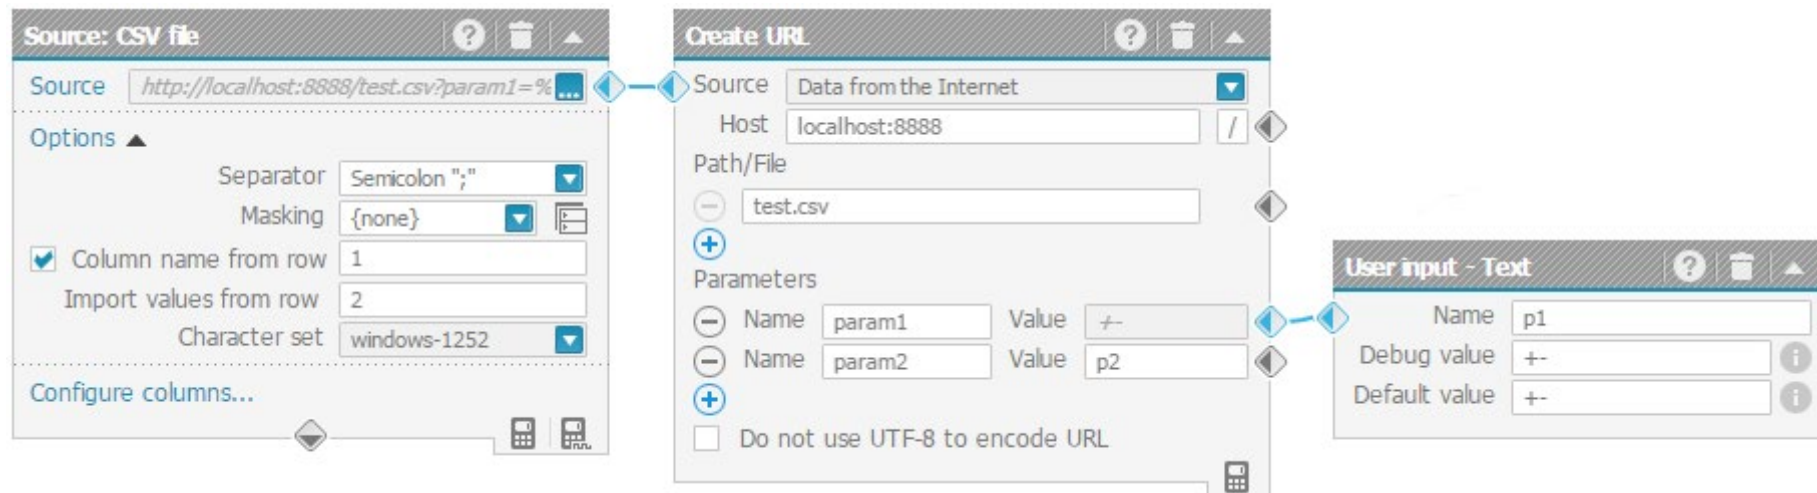 Source: CSV file
Source http://localhost:8888/test.csv?param1=% ...
Options
Separator Semicolon ";"
Masking {none}
Column name from row 1
Import values from row 2
Character set windows-1252
Configure columns...
Create URL
Source Data from the Internet
Host localhost:8888 /
Path/File
test.csv
Parameters
Name param1 Value +-
Name param2 Value p2
Do not use UTF-8 to encode URL
User input - Text
Name p1
Debug value +-
Default value +-